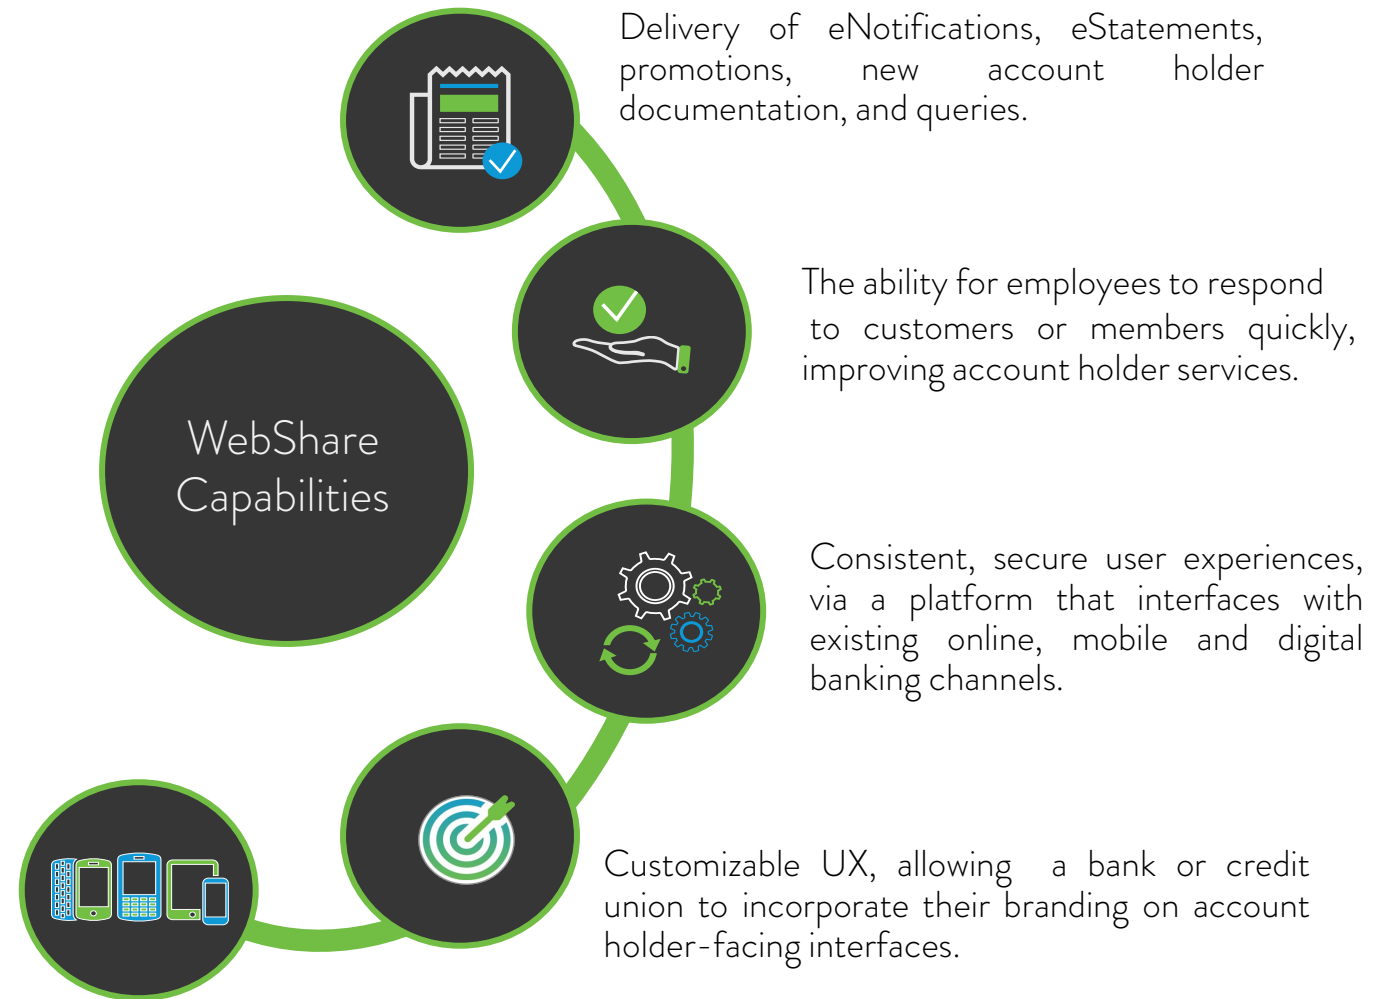 Delivery of eNotifications, eStatements,
promotions, new account holder
documentation, and queries.
The ability for employees to respond
to customers or members quickly,
improving account holder services.
WebShare
Capabilities
Consistent, secure user experiences,
via a platform that interfaces with
existing online, mobile and digital
banking channels.
Customizable UX, allowing a bank or credit
union to incorporate their branding on account
holder-facing interfaces.